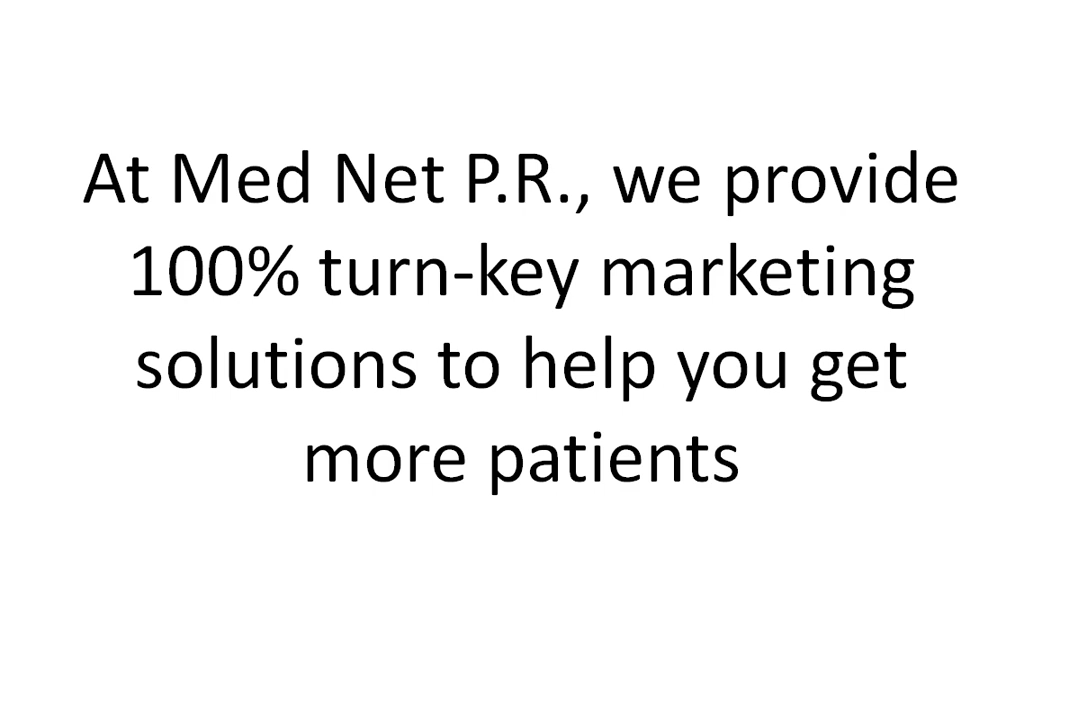 At Med Net P.R., we provide
100% turn-key marketing
solutions to help you get
more patients